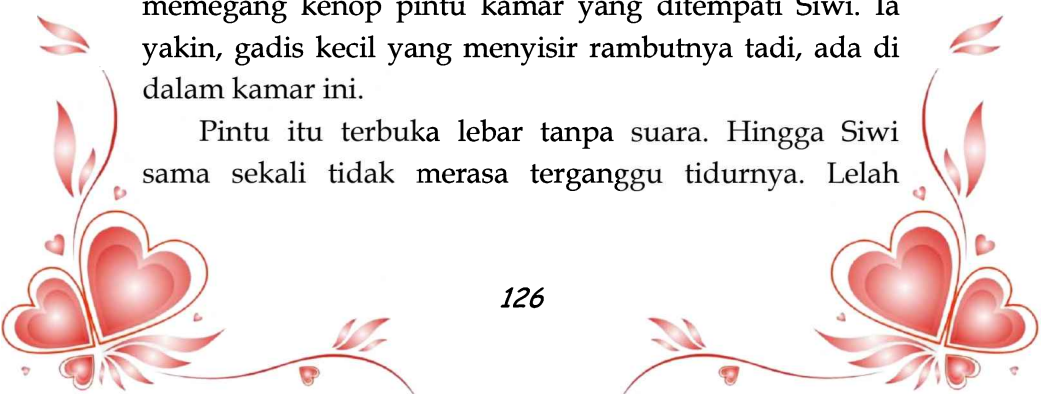 memegang kenop pintu kamar yang ditempati Siwi. Ia
yakin, gadis kecil yang menyisir rambutnya tadi, ada di
dalam kamar ini.
Pintu itu terbuka lebar tanpa suara. Hingga Siwi
sama sekali tidak merasa terganggu tidurnya. Lelah
126